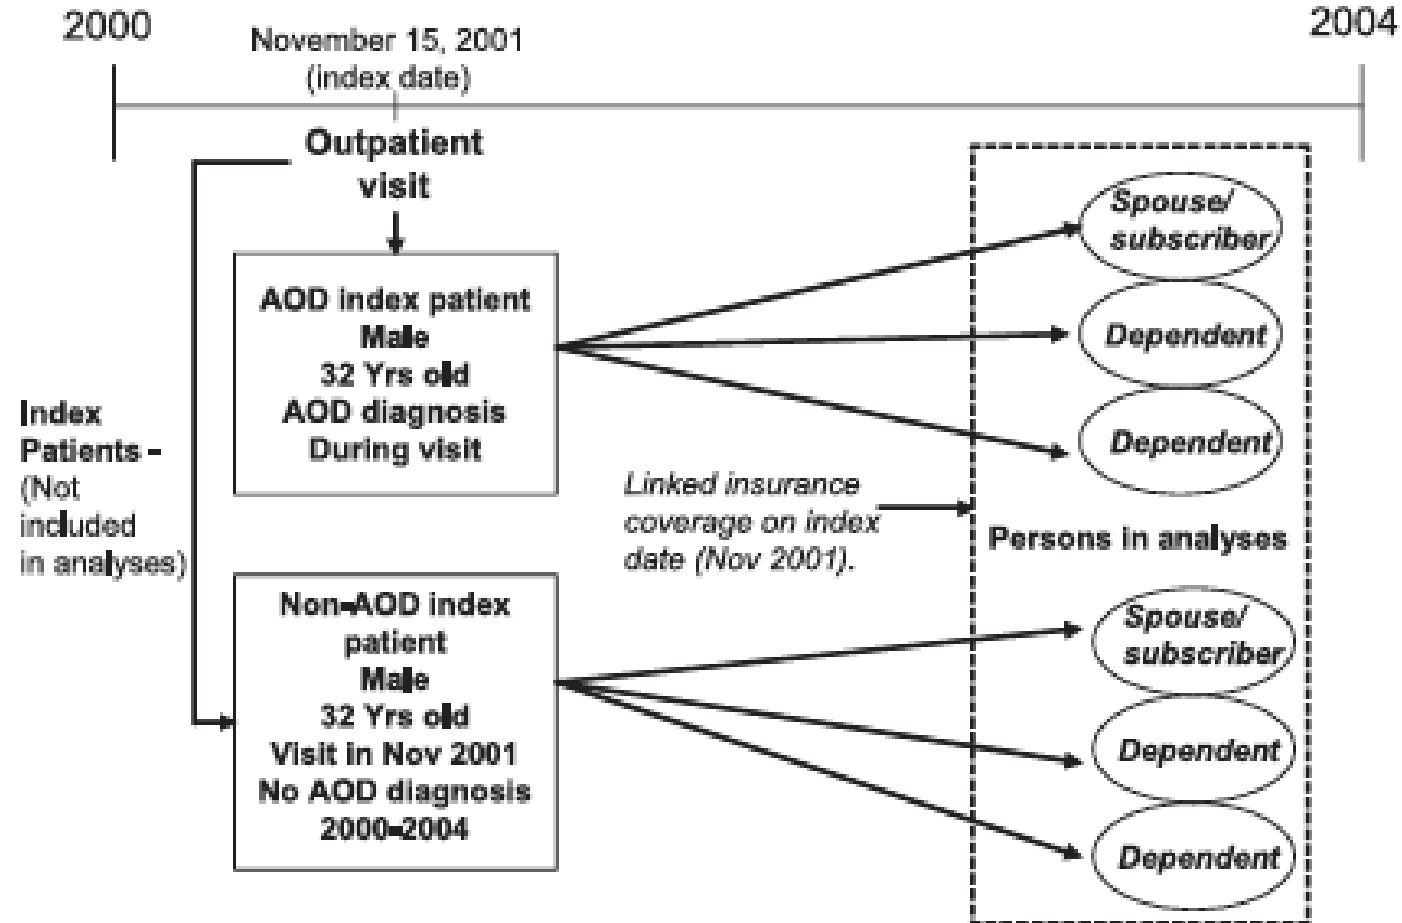 2000
November 15, 2001
(index date)
2004
Outpatient
visit
AOD index patient
Male
32 Yrs old
AOD diagnosis
During visit
Index
Patients –
(Not
included
in analyses)
Non-AOD index
patient
Male
32 Yrs old
Visit in Nov 2001
No AOD diagnosis
2000-2004
Linked insurance
coverage on index
date (Nov 2001).
Spouse/
subscriber
Dependent
Dependent
Persons in analyses
Spouse/
subscriber
Dependent
Dependent